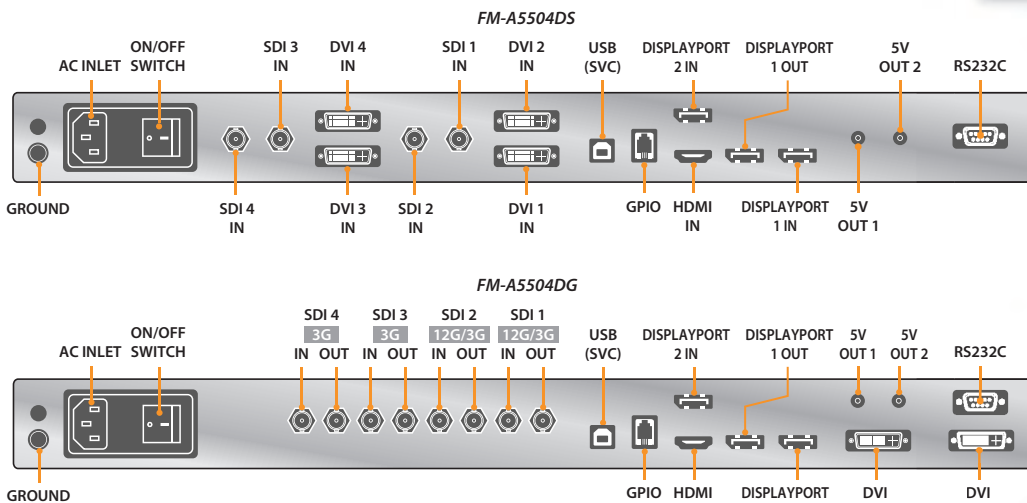 FM-A5504DS
ON/OFF SDI 3 DVI 4 SDI 1 DVI 2 USB DISPLAYPORT DISPLAYPORT 5V
AC INLET SWITCH IN IN IN IN (SVC) 2 IN 1 OUT OUT 2 RS232C
GROUND SDI 4 DVI 3 SDI 2 DVI 1 GPIO HDMI DISPLAYPORT 5V
IN IN IN IN IN 1 IN OUT 1
FM-A5504DG
SDI 4 SDI 3 SDI 2 SDI 1
ON/OFF 3G 3G 12G/3G 12G/3G USB DISPLAYPORT DISPLAYPORT 5V 5V
AC INLET SWITCH IN OUT IN OUT IN OUT IN OUT (SVC) 2 IN 1 OUT OUT 1 OUT 2 RS232C
GROUND GPIO HDMI DISPLAYPORT DVI DVI